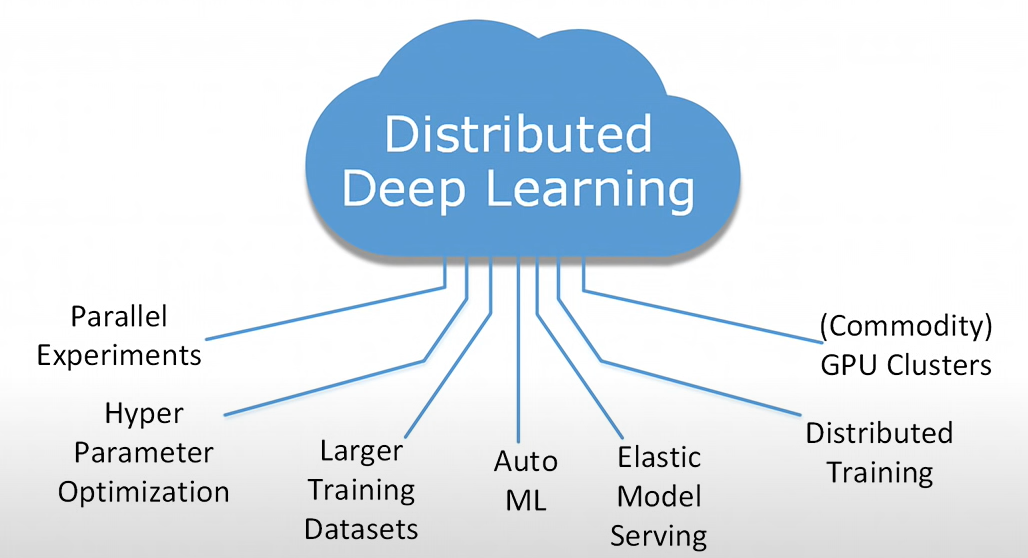 Distributed
Deep Learning
Parallel
Experiments
Hyper
Parameter
Optimization
Larger
Training
Datasets
Auto
ML
Elastic
Model
Serving
Distributed
Training
(Commodity)
GPU Clusters